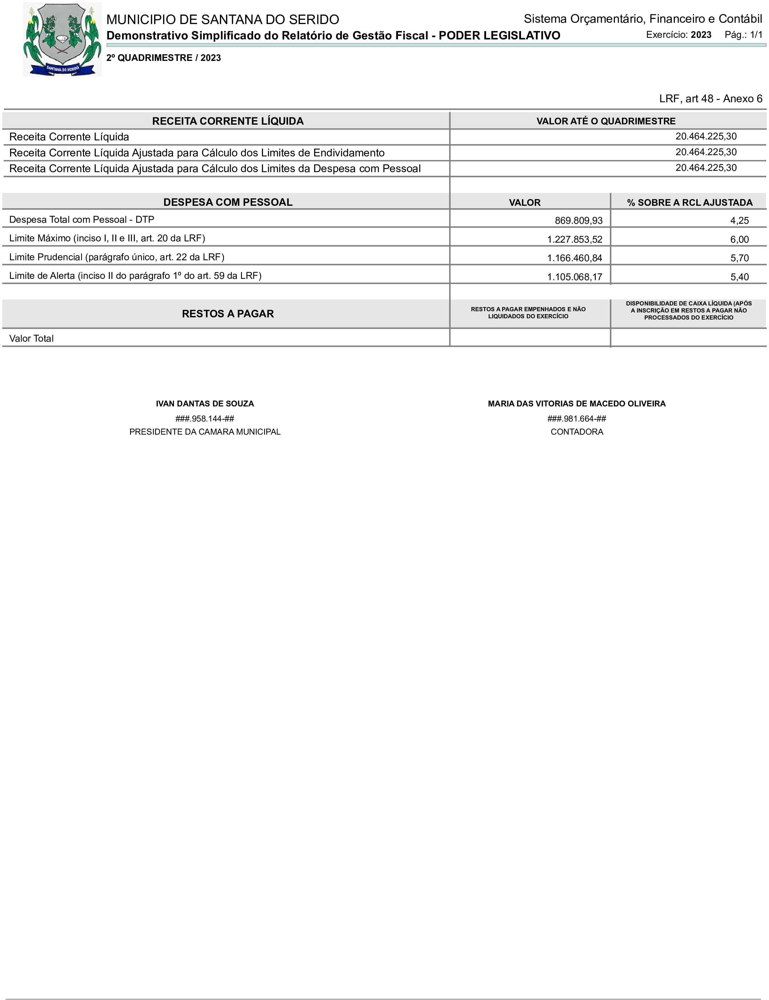 MUNICIPIO DE SANTANA DO SERIDO
Sistema Orçamentário, Financeiro e Contábil
Demonstrativo Simplificado do Relatório de Gestão Fiscal - PODER LEGISLATIVO
Exercício: 2023 Pág.: 1/1
2º QUADRIMESTRE / 2023
SANTANA DO SERIDÓ
LRF, art 48 - Anexo 6
RECEITA CORRENTE LÍQUIDA VALOR ATÉ O QUADRIMESTRE
Receita Corrente Líquida 20.464.225,30
Receita Corrente Líquida Ajustada para Cálculo dos Limites de Endividamento 20.464.225,30
Receita Corrente Líquida Ajustada para Cálculo dos Limites da Despesa com Pessoal 20.464.225,30
DESPESA COM PESSOAL VALOR % SOBRE A RCL AJUSTADA
Despesa Total com Pessoal - DTP 869.809,93 4,25
Limite Máximo (inciso I, II e III, art. 20 da LRF) 1.227.853,52 6,00
Limite Prudencial (parágrafo único, art. 22 da LRF) 1.166.460,84 5,70
Limite de Alerta (inciso II do parágrafo 1º do art. 59 da LRF) 1.105.068,17 5,40
RESTOS A PAGAR
RESTOS A PAGAR EMPENHADOS E NÃO
LIQUIDADOS DO EXERCÍCIO
DISPONIBILIDADE DE CAIXA LÍQUIDA (APÓS
A INSCRIÇÃO EM RESTOS A PAGAR NÃO
PROCESSADOS DO EXERCÍCIO
Valor Total
IVAN DANTAS DE SOUZA
###.958.144-##
PRESIDENTE DA CAMARA MUNICIPAL
MARIA DAS VITORIAS DE MACEDO OLIVEIRA
###.981.664-##
CONTADORA